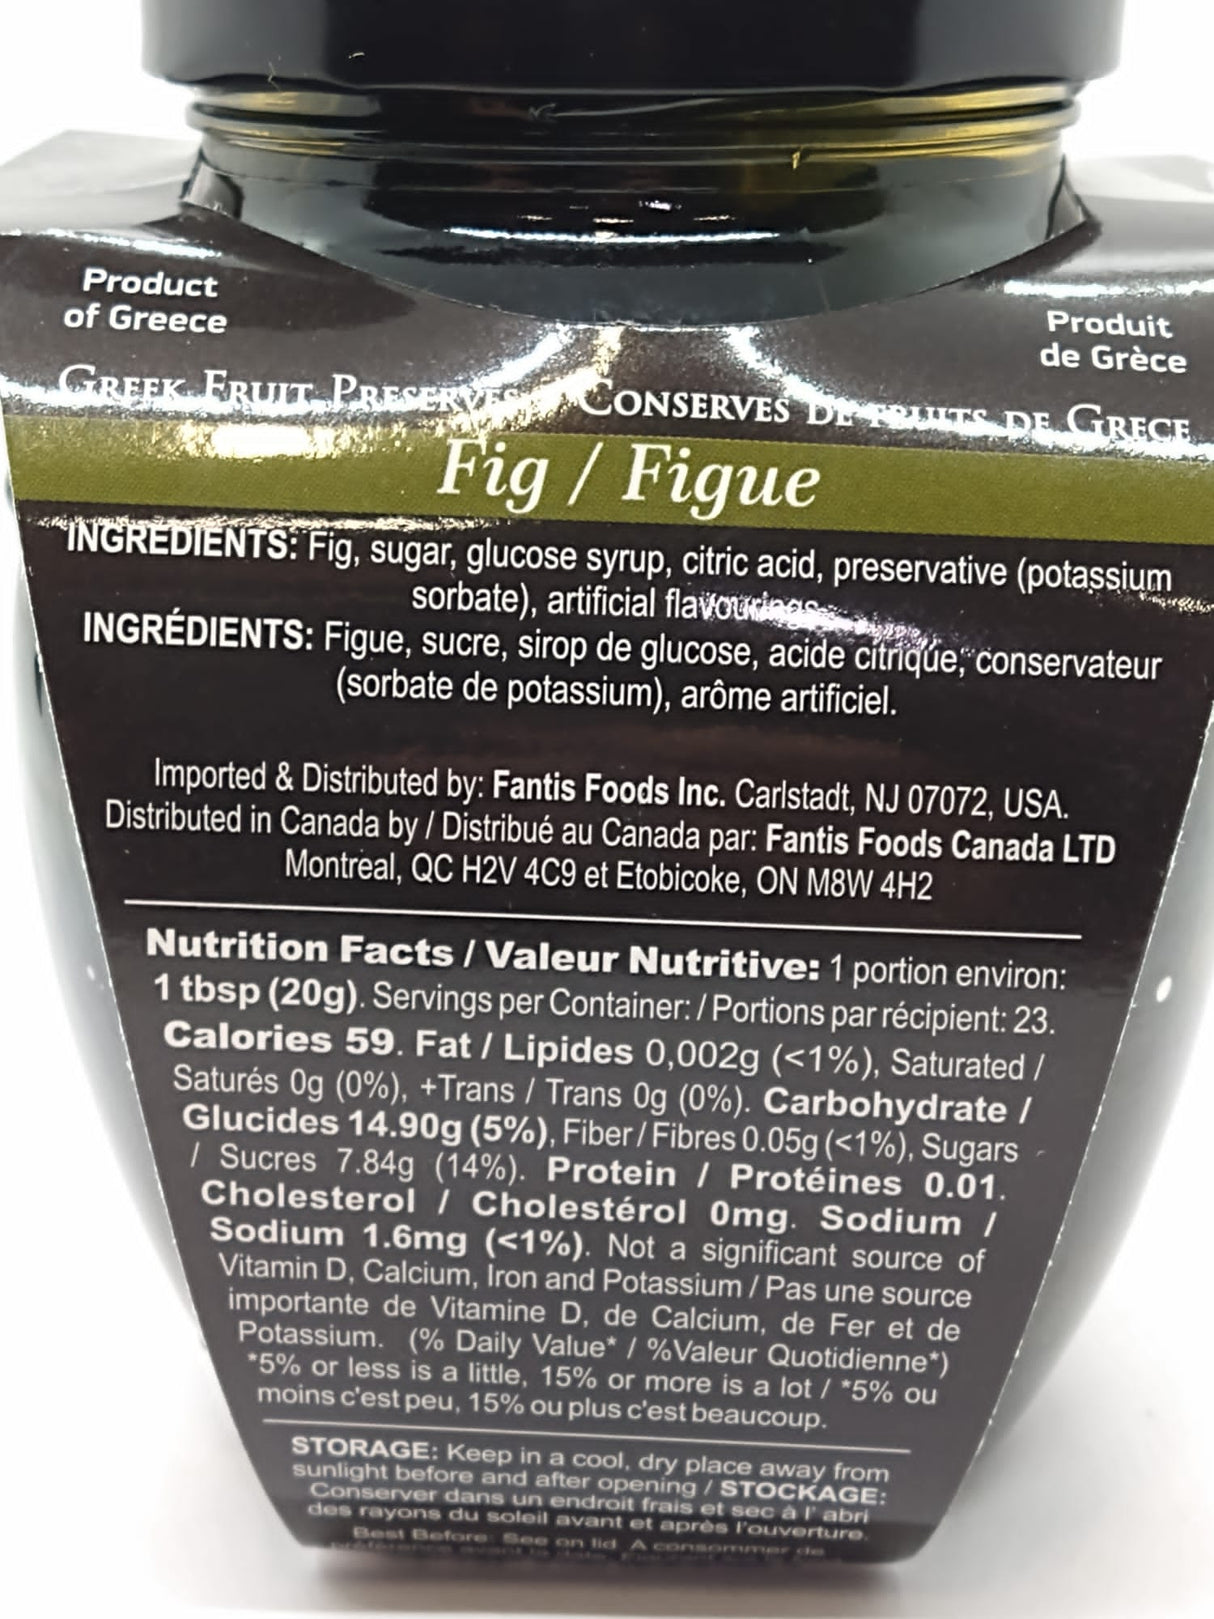 Product
of Greece
Produit
de Grèce
GREEK FRUIT PRESERVES CONSERVES DE FRUITS DE GRECE
Fig / Figue
INGREDIENTS: Fig, sugar, glucose syrup, citric acid, preservative (potassium
sorbate), artificial flavourings.
INGRÉDIENTS: Figue, sucre, sirop de glucose, acide citrique, conservateur
(sorbate de potassium), arôme artificiel.
Imported & Distributed by: Fantis Foods Inc. Carlstadt, NJ 07072, USA.
Distributed in Canada by / Distribué au Canada par: Fantis Foods Canada LTD
Montreal, QC H2V 4C9 et Etobicoke, ON M8W 4H2
Nutrition Facts / Valeur Nutritive: 1 portion environ:
1 tbsp (20g). Servings per Container: / Portions par récipient: 23.
Calories 59. Fat / Lipides 0,002g (<1%), Saturated /
Saturés 0g (0%), +Trans / Trans 0g (0%). Carbohydrate /
Glucides 14.90g (5%), Fiber / Fibres 0.05g (<1%), Sugars
/ Sucres 7.84g (14%). Protein / Protéines 0.01.
Cholesterol / Cholestérol 0mg. Sodium /
Sodium 1.6mg (<1%). Not a significant source of
Vitamin D, Calcium, Iron and Potassium / Pas une source
importante de Vitamine D, de Calcium, de Fer et de
Potassium. (% Daily Value* / %Valeur Quotidienne*)
*5% or less is a little, 15% or more is a lot / *5% ou
moins c'est peu, 15% ou plus c'est beaucoup.
STORAGE: Keep in a cool, dry place away from
sunlight before and after opening / STOCKAGE:
Conserver dans un endroit frais et sec à l' abri
des rayons du soleil avant et après l'ouverture.
Best Before: See on lid. A consommer de